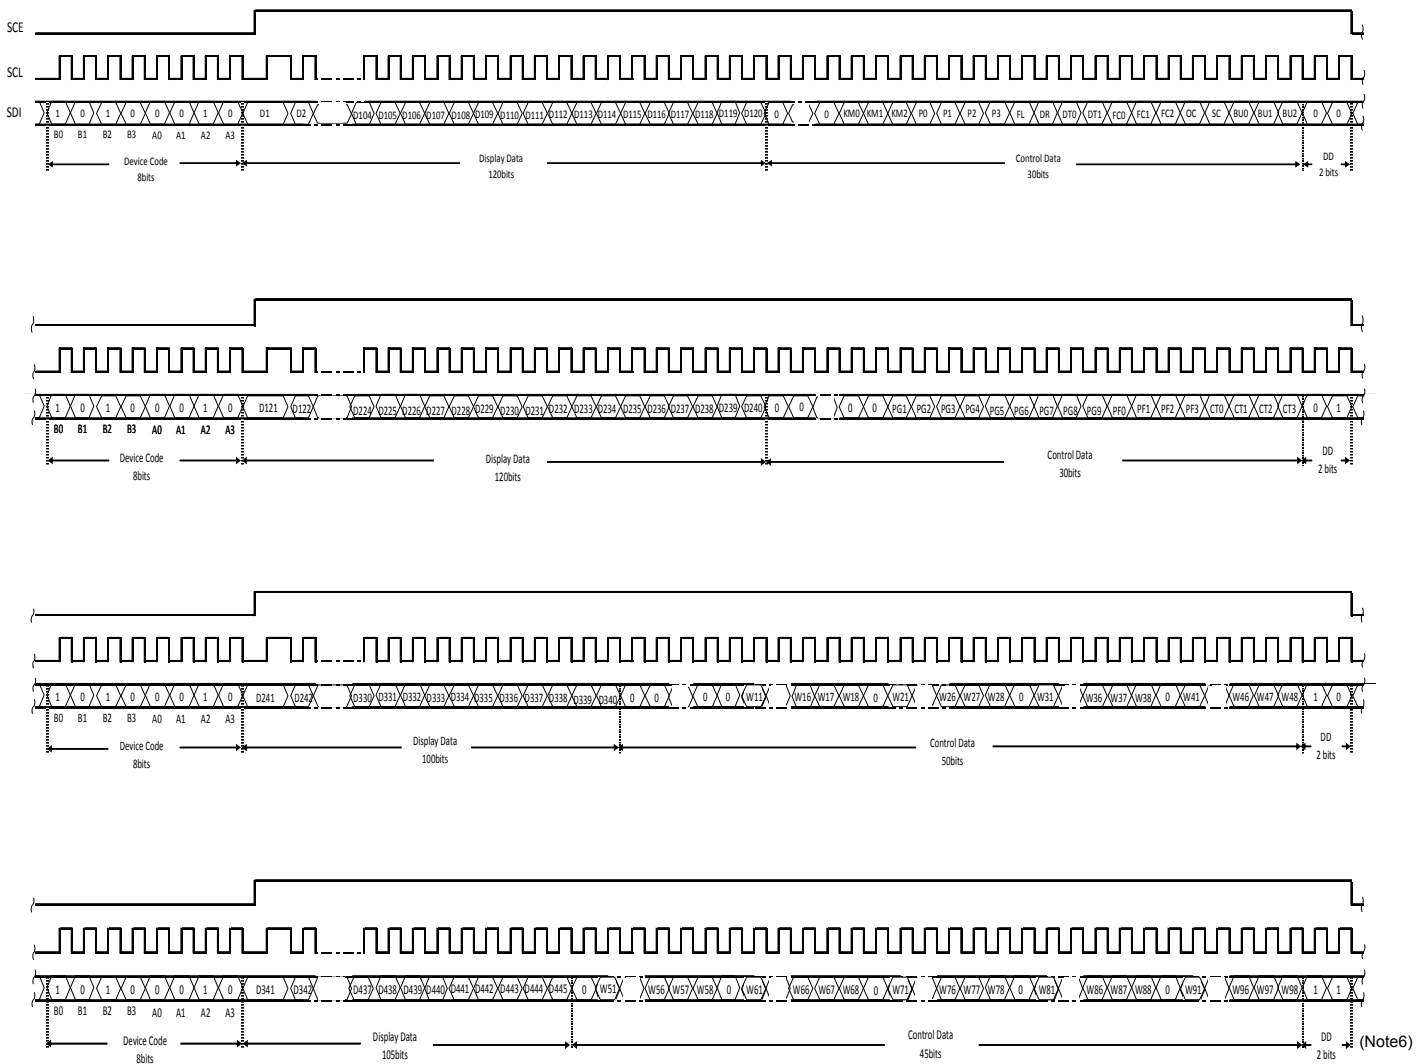 SCE
SCL
SDI 1 0 1 0 0 0 1 0 D1 D2 D104 D105 D106 D107 D108 D109 D110 D111 D112 D113 D114 D115 D116 D117 D118 D119 D120 0 0 KM0 KM1 KM2 P0 P1 P2 P3 FL DR DT0 DT1 FC0 FC1 FC2 OC SC BU0 BU1 BU2 0 0
B0 B1 B2 B3 A0 A1 A2 A3
Device Code Display Data Control Data DD
8bits 120bits 30bits 2 bits
1 0 1 0 0 0 1 0 D121 D122 D224 D225 D226 D227 D228 D229 D230 D231 D232 D233 D234 D235 D236 D237 D238 D239 D240 0 0 0 0 PG1 PG2 PG3 PG4 PG5 PG6 PG7 PG8 PG9 PF0 PF1 PF2 PF3 CT0 CT1 CT2 CT3 0 1
B0 B1 B2 B3 A0 A1 A2 A3
Device Code Display Data Control Data DD
8bits 120bits 30bits 2 bits
1 0 1 0 0 0 1 0 D241 D242 D330 D331 D332 D333 D334 D335 D336 D337 D338 D339 D340 0 0 0 0 W11 W16 W17 W18 0 W21 W26 W27 W28 0 W31 W36 W37 W38 0 W41 W46 W47 W48 1 0
B0 B1 B2 B3 A0 A1 A2 A3
Device Code Display Data Control Data DD
8bits 100bits 50bits 2 bits
1 0 1 0 0 0 1 0 D341 D342 D437 D438 D439 D440 D441 D442 D443 D444 D445 0 W51 W56 W57 W58 0 W61 W66 W67 W68 0 W71 W76 W77 W78 0 W81 W86 W87 W88 0 W91 W96 W97 W98 1 1
B0 B1 B2 B3 A0 A1 A2 A3
Device Code Display Data Control Data DD (Note6)
8bits 105bits 45bits 2 bits